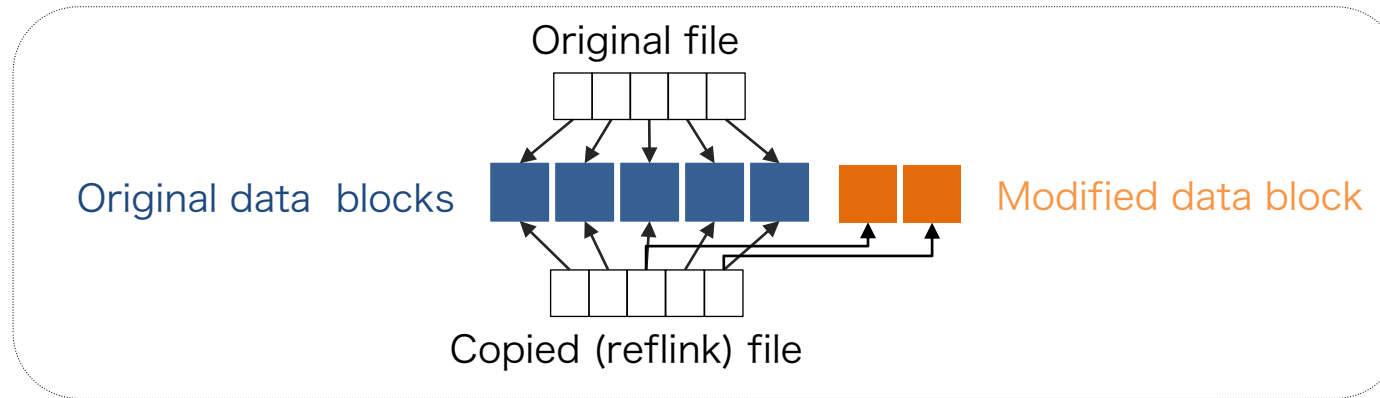 Original file
Original data blocks
Modified data block
Copied (reflink) file